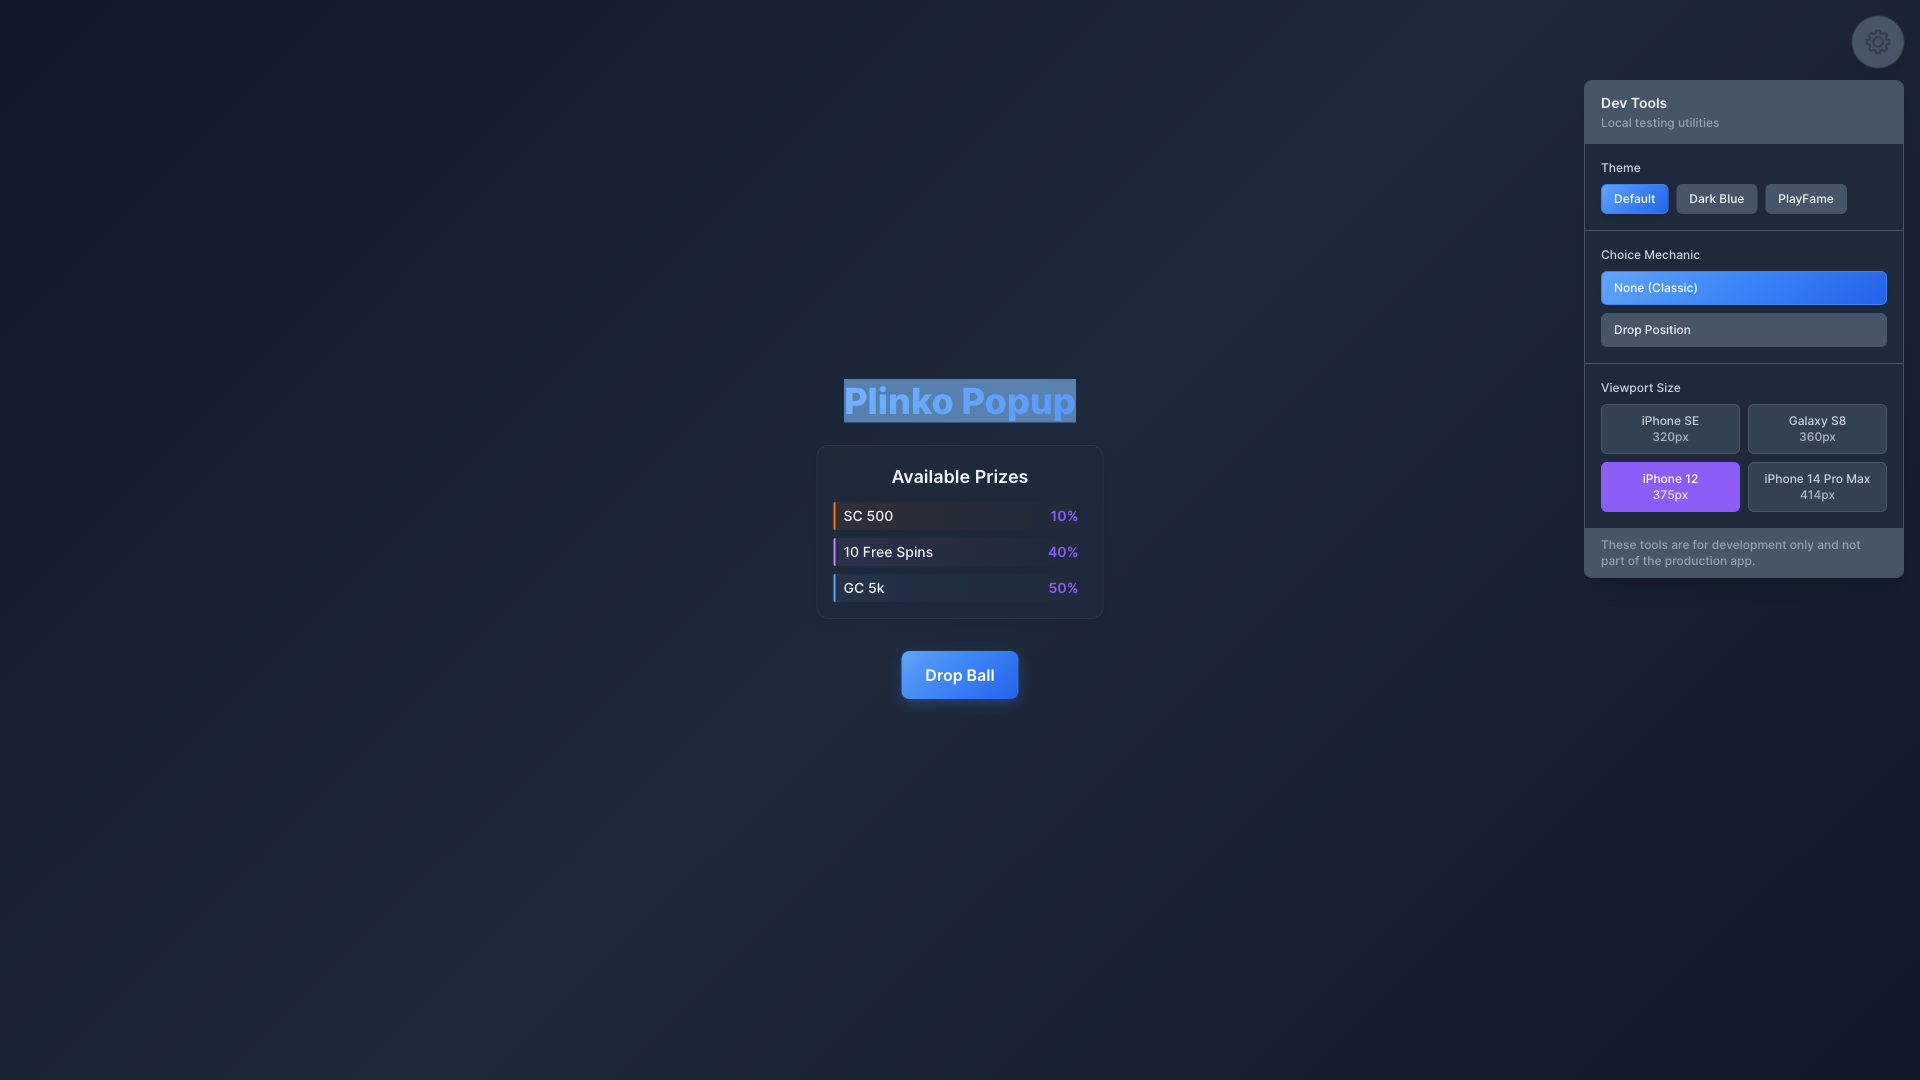 Dev Tools
Local testing utilities
Theme
Default
Dark Blue
PlayFame
Choice Mechanic
None (Classic)
Drop Position
Viewport Size
iPhone SE
320px
Galaxy S8
360px
iPhone 12
375px
iPhone 14 Pro Max
414px
These tools are for development only and not
part of the production app.
Plinko Popup
Available Prizes
SC 500 10%
10 Free Spins 40%
GC 5k 50%
Drop Ball